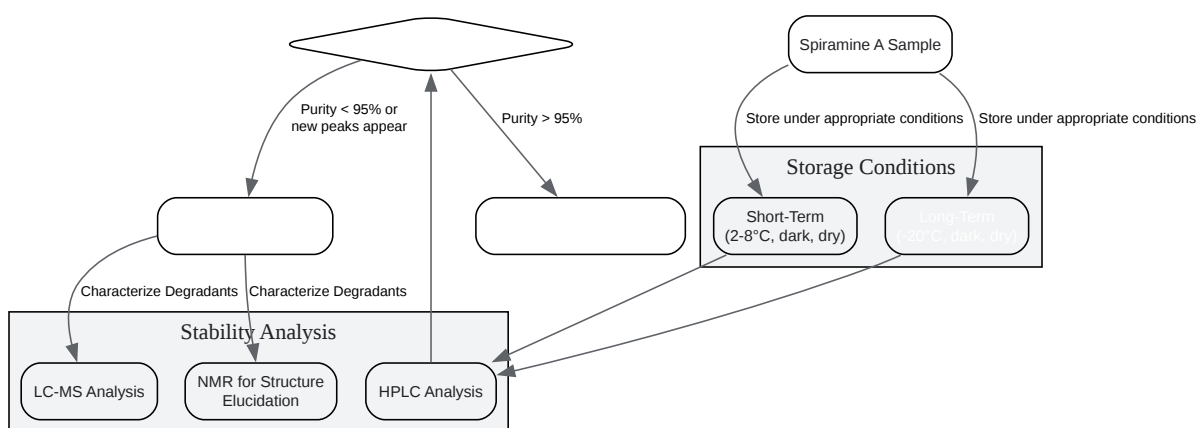 Spiramine A Sample
Purity < 95% or
new peaks appear
Purity > 95%
Store under appropriate conditions
Store under appropriate conditions
Storage Conditions
Short-Term
(2-8°C, dark, dry)
Long-Term
(-20°C, dark, dry)
Characterize Degradants
Characterize Degradants
Stability Analysis
LC-MS Analysis
NMR for Structure
Elucidation
HPLC Analysis